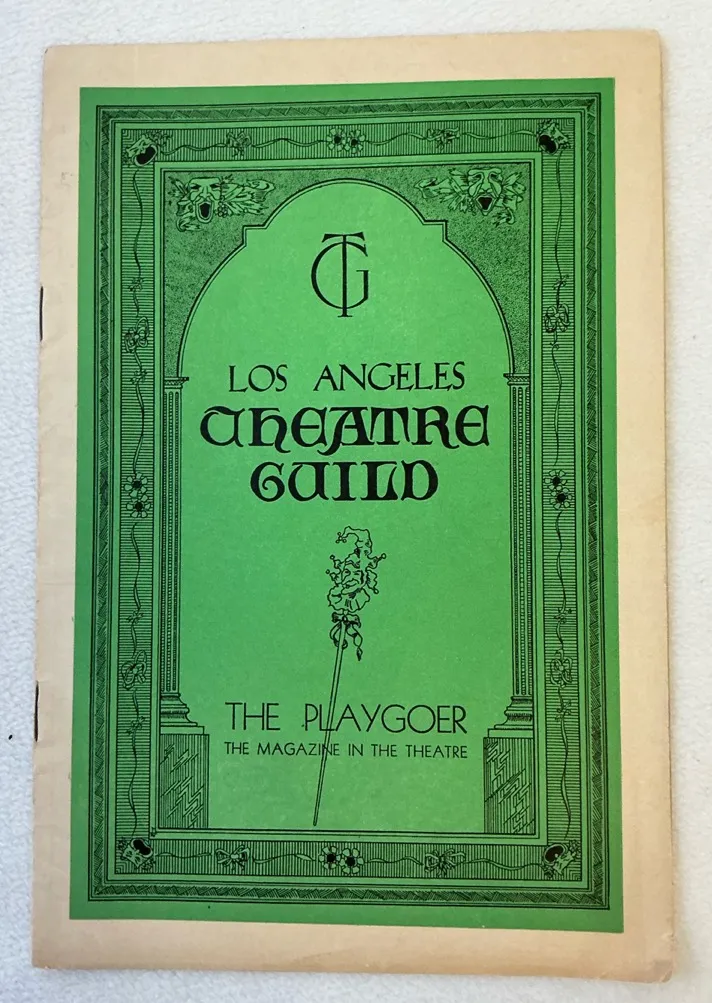 TG
LOS ANGELES
THEATRE
GUILD
THE PLAYGOER
THE MAGAZINE IN THE THEATRE